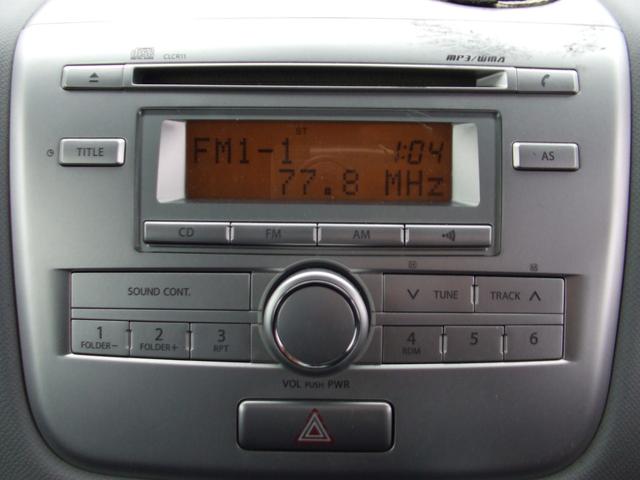 CLCR11
MP3/WMA
TITLE
ST
FM1-1 1:04
77.8 MHz
AS
CD FM AM
SOUND CONT.
TUNE TRACK
1 2 3 4 5 6
FOLDER- FOLDER+ RPT RDM
VOL PUSH PWR